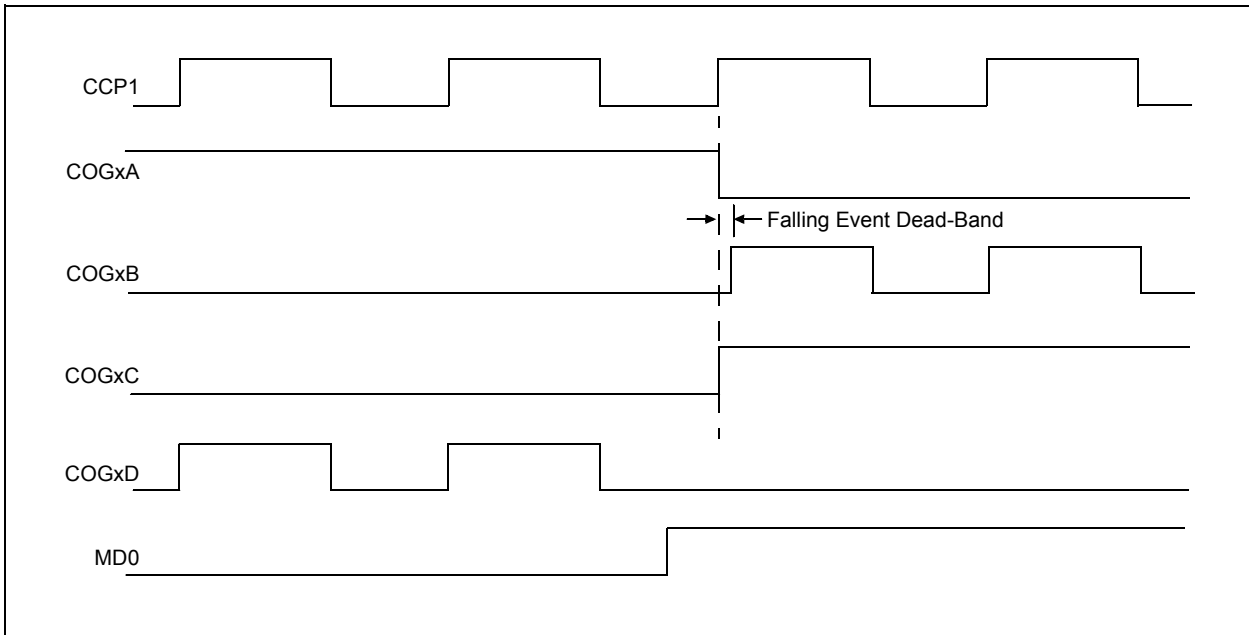 CCP1
COGxA
Falling Event Dead-Band
COGxB
COGxC
COGxD
MD0